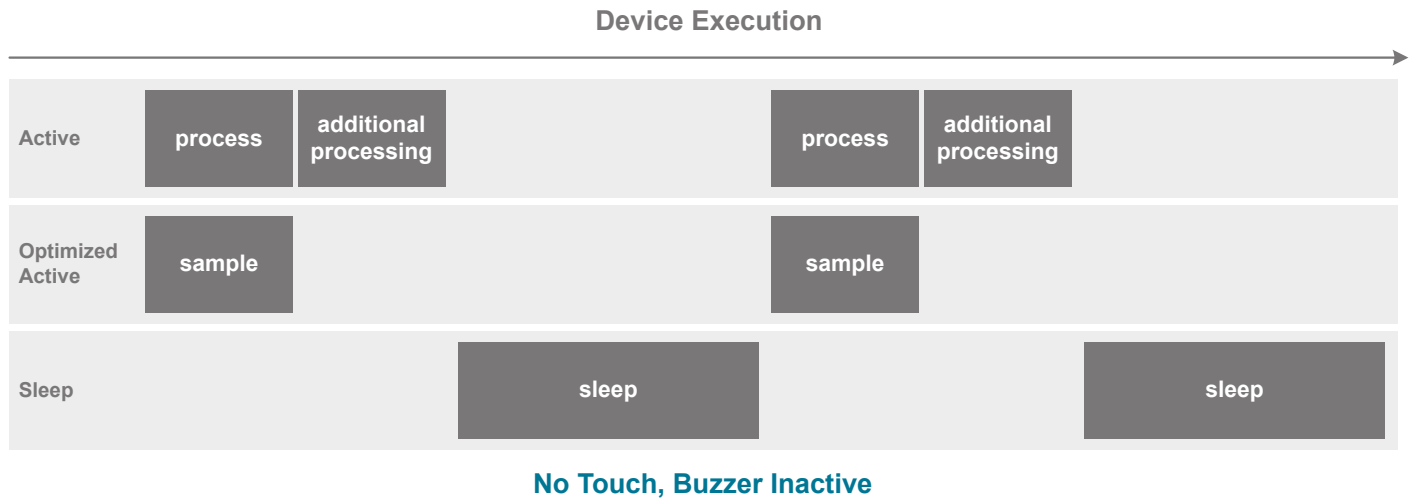 Device Execution
Active
process
additional
processing
process
additional
processing
Optimized
Active
sample
sample
Sleep
sleep
sleep
No Touch, Buzzer Inactive